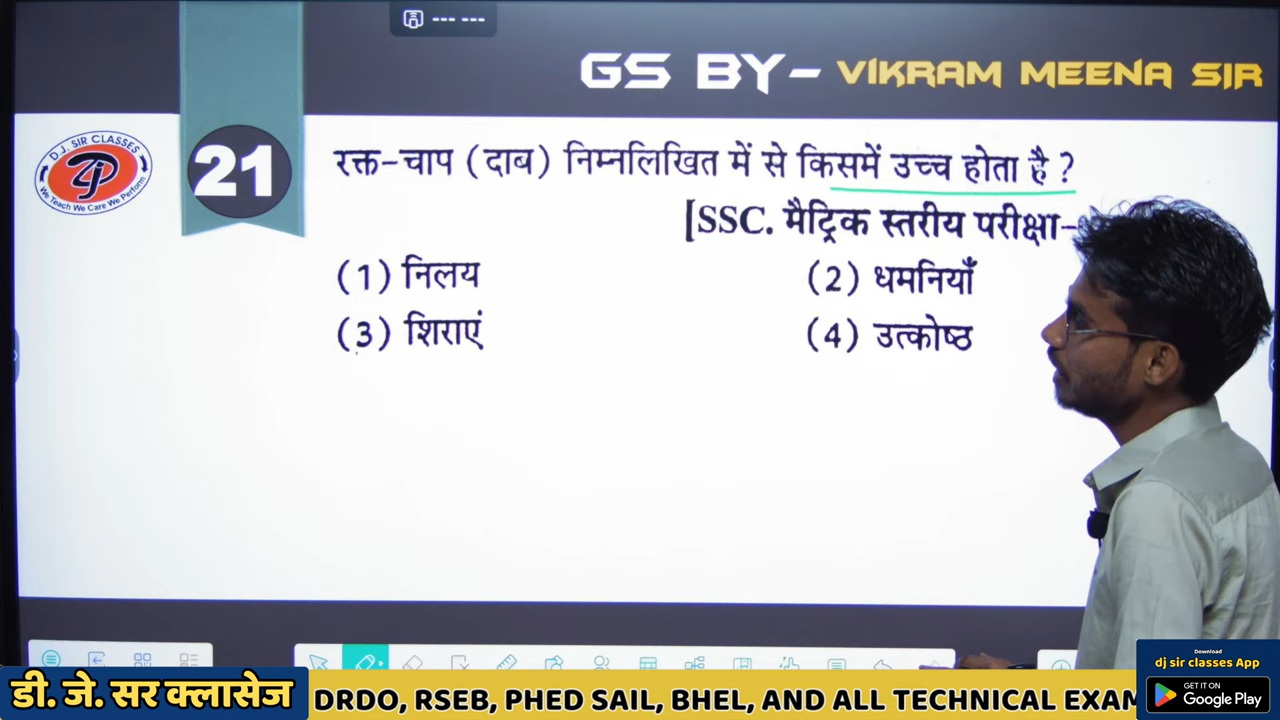 GS BY- VIKRAM MEENA SIR
D.J. SIR CLASSES
We Teach We Care We Perform
21
रक्त-चाप (दाब) निम्नलिखित में से किसमें उच्च होता है ?
[SSC. मैट्रिक स्तरीय परीक्षा-
(1) निलय
(2) धमनियाँ
(3) शिराएं
(4) उत्कोष्ठ
डी. जे. सर क्लासेज
DRDO, RSEB, PHED SAIL, BHEL, AND ALL TECHNICAL EXAM
Download
dj sir classes App
GET IT ON
Google Play